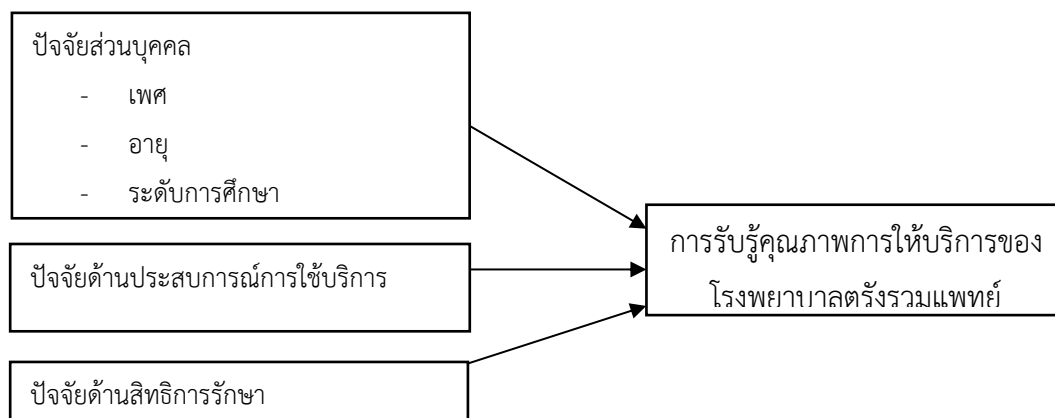 ปัจจัยส่วนบุคคล
- เพศ
- อายุ
- ระดับการศึกษา
ปัจจัยด้านประสบการณ์การใช้บริการ
ปัจจัยด้านสิทธิการรักษา
การรับรู้คุณภาพการให้บริการของ
โรงพยาบาลตรังรวมแพทย์